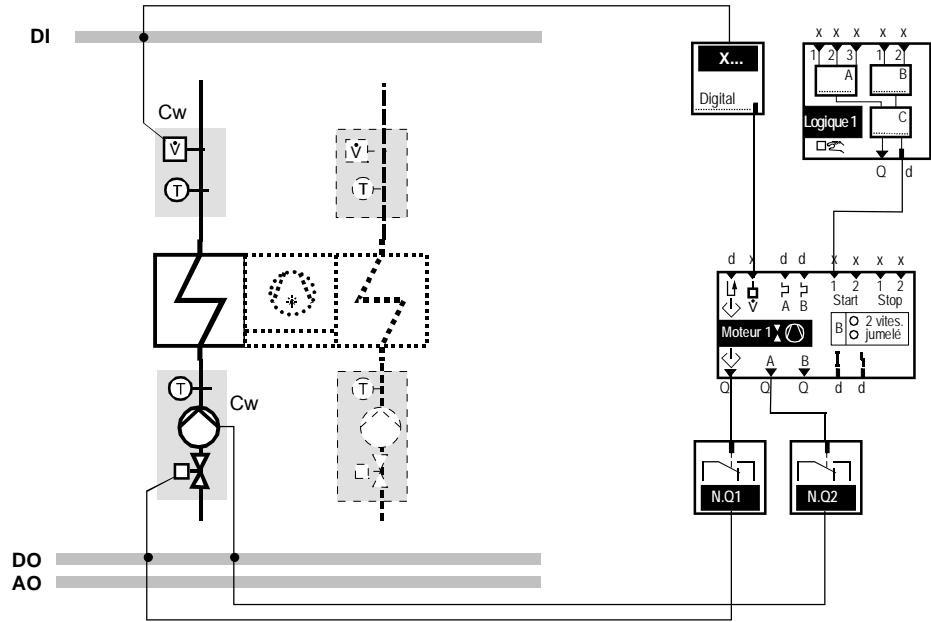 DI
X...
Digital
x x x x x
1 2 3 1 2
A B
C
Logique 1
Q d
Cw
V̇ V̇
T T
d x d d x x x x
1 2 1 2
V̇ A B Start Stop
Moteur 1
B 2 vites.
jumelé
A B
Q Q Q d d
T T
Cw
N.Q1 N.Q2
DO
AO